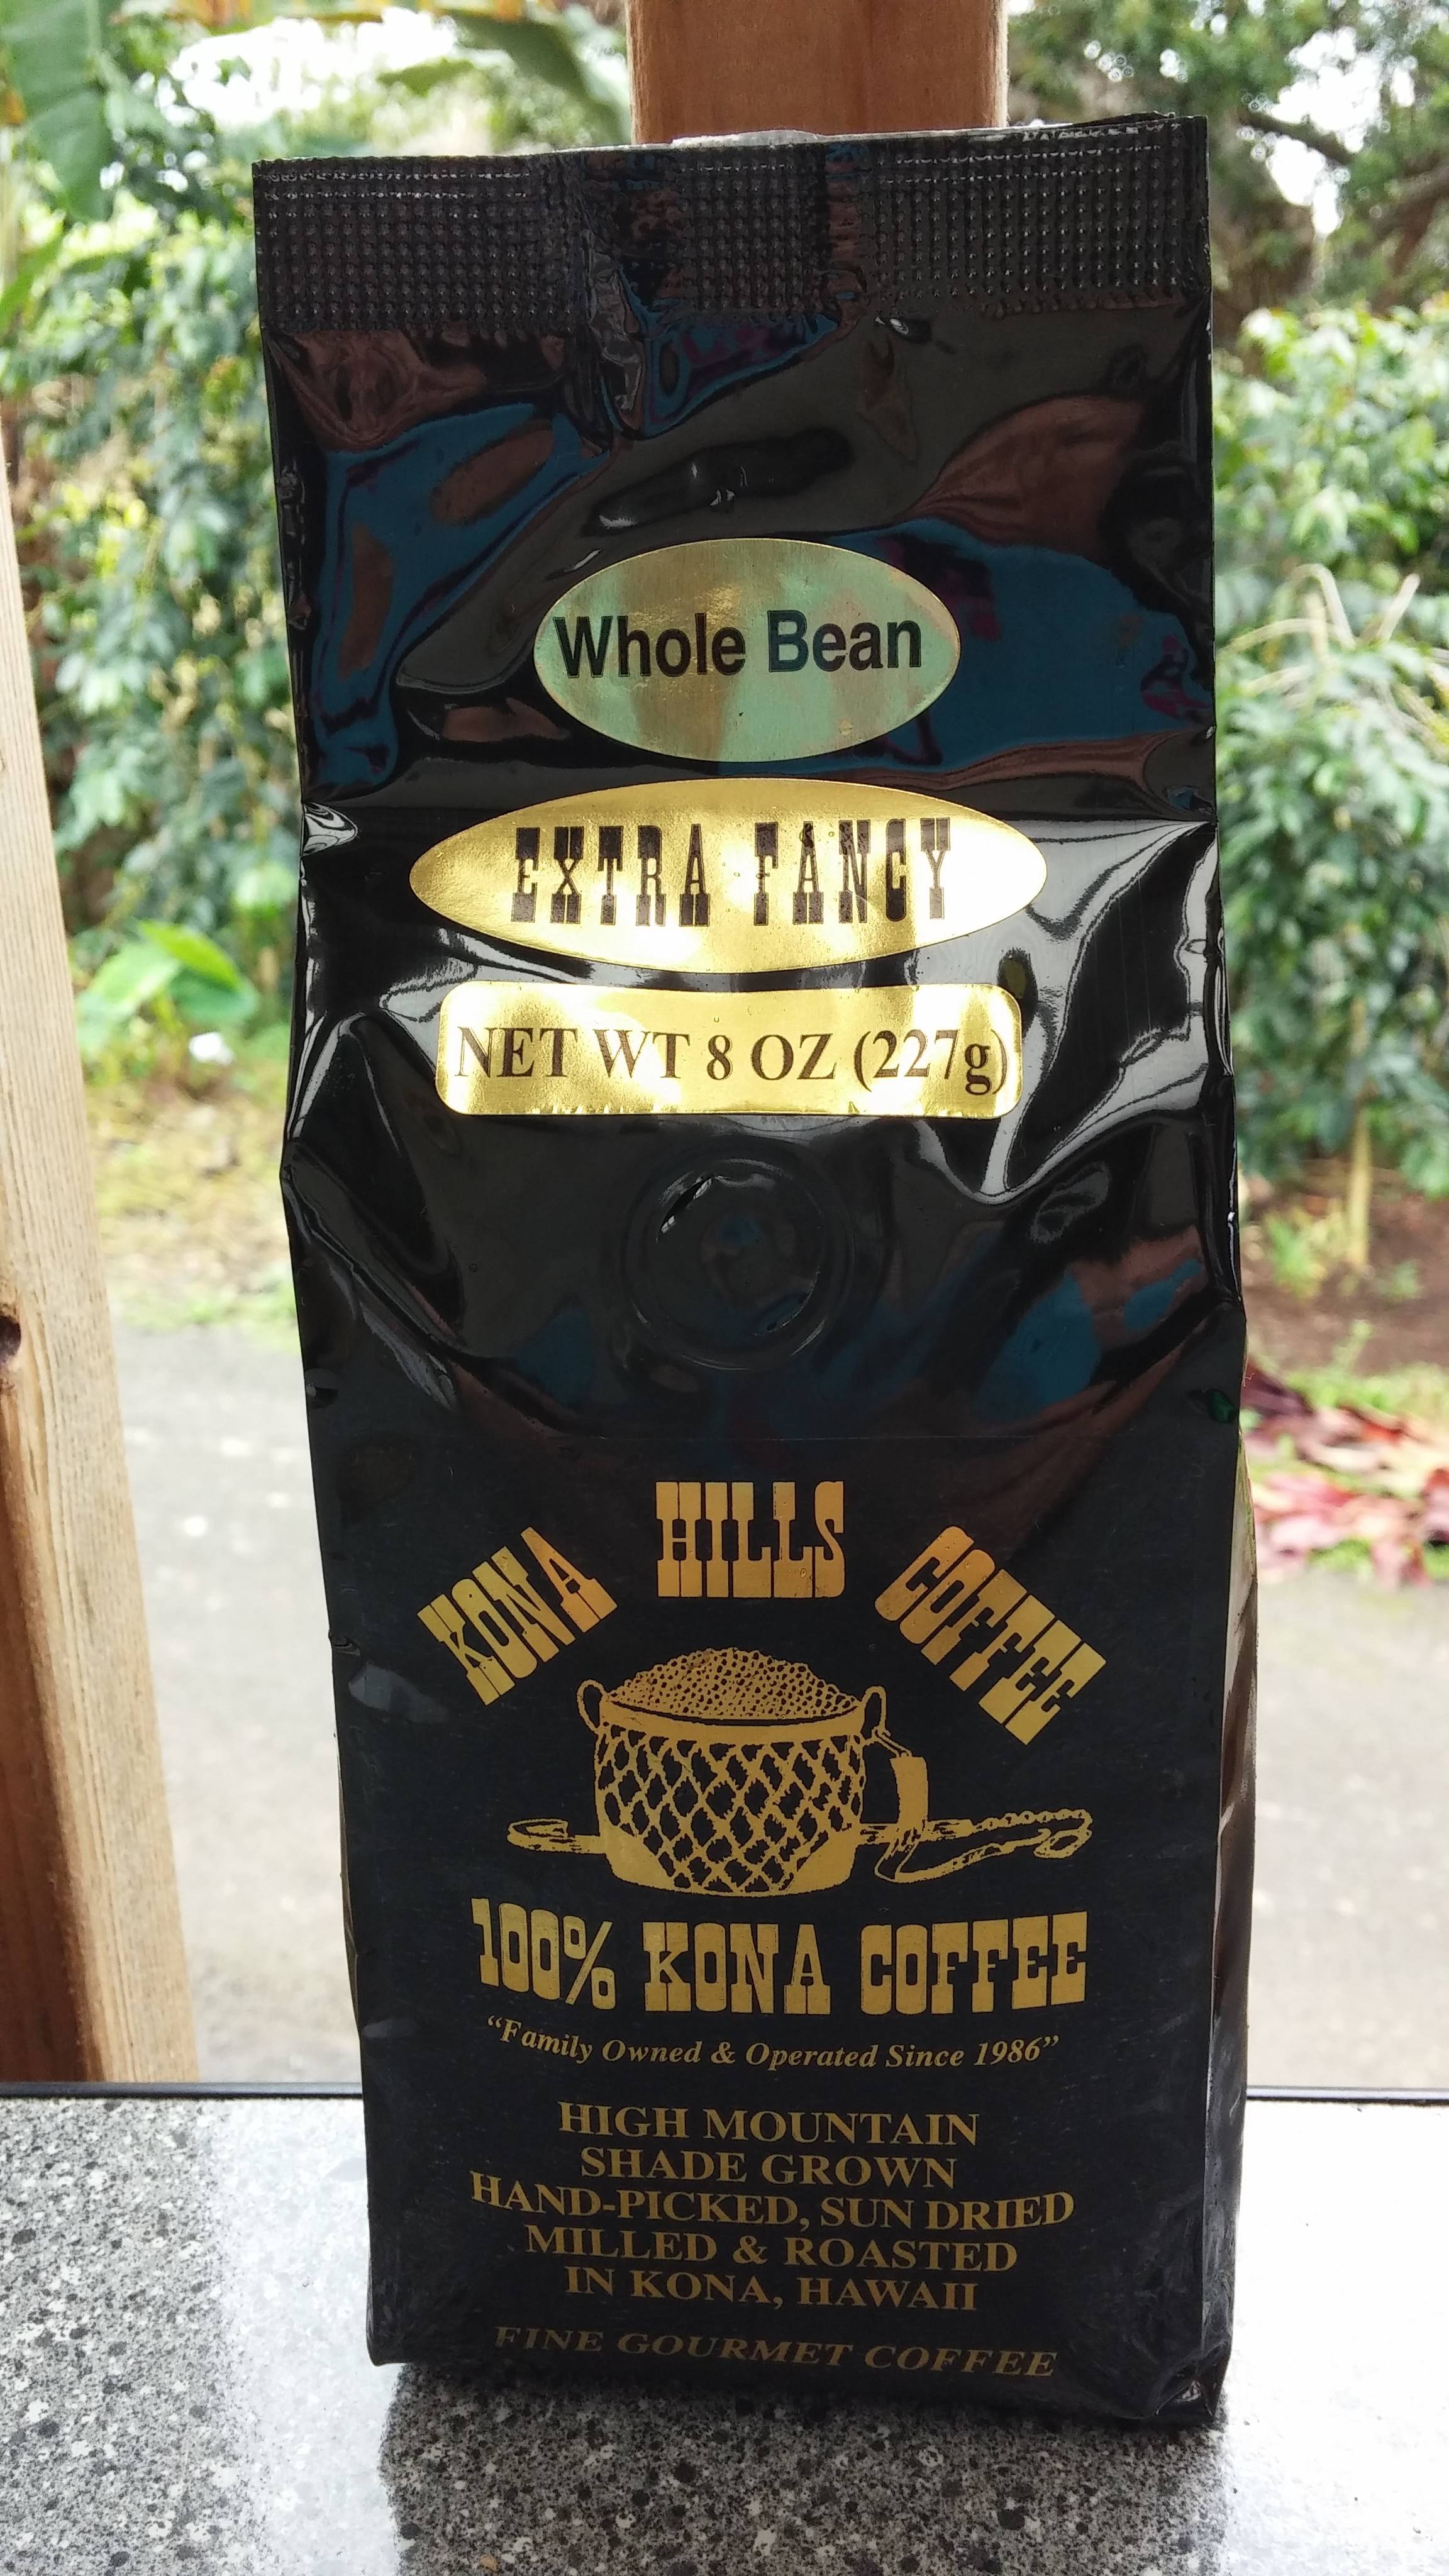 Whole Bean
EXTRA FANCY
NET WT 8 OZ (227g)
KONA HILLS COFFEE
100% KONA COFFEE
“Family Owned & Operated Since 1986”
HIGH MOUNTAIN
SHADE GROWN
HAND-PICKED, SUN DRIED
MILLED & ROASTED
IN KONA, HAWAII
FINE GOURMET COFFEE